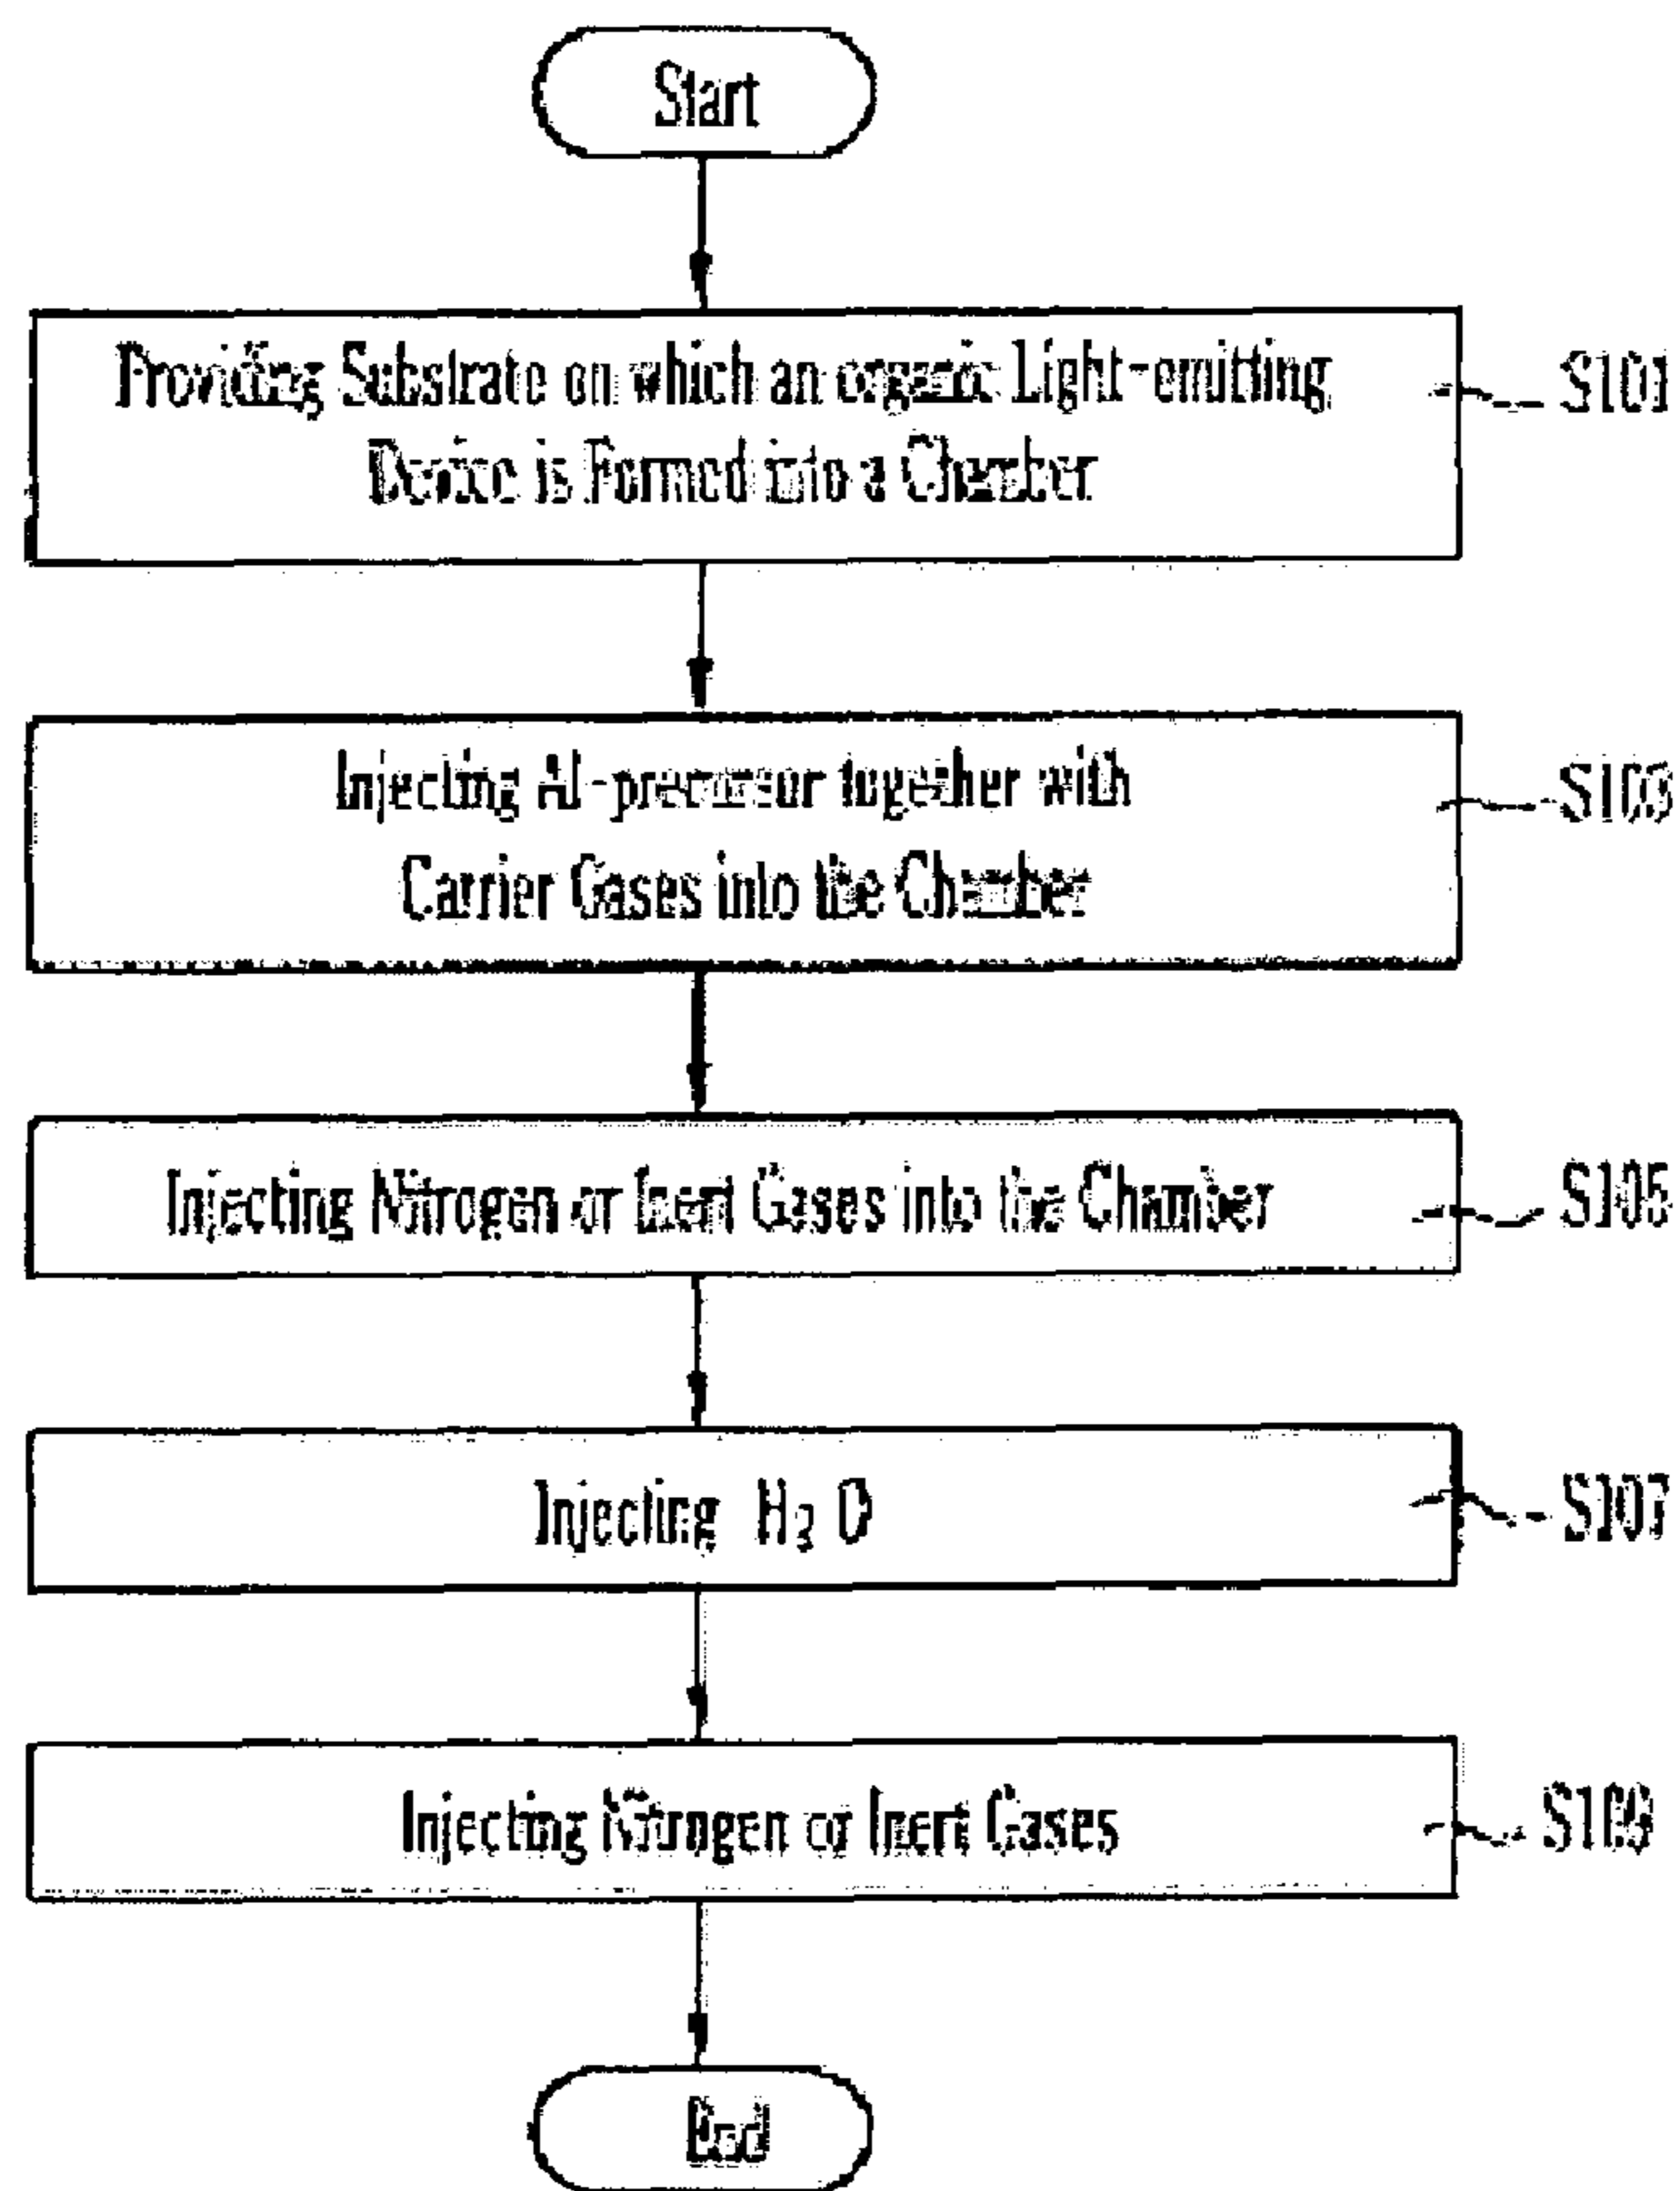 Start
Providing Substrate on which an organic Light-emitting
Device is Formed into a Chamber
S101
Injecting Al-precursor together with
Carrier Gases into the Chamber
S103
Injecting Nitrogen or Inert Gases into the Chamber
S105
Injecting H₂O
S107
Injecting Nitrogen or Inert Gases
S109
End